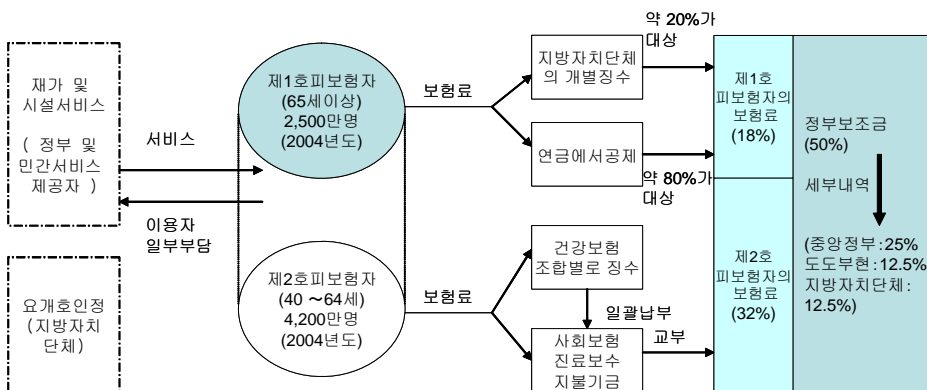 재가 및
시설서비스
( 정부 및
민간서비스
제공자 )
요개호인정
(지방자치
단체)
서비스
이용자
일부부담
제1호피보험자
(65세이상)
2,500만명
(2004년도)
제2호피보험자
(40 ～64세)
4,200만명
(2004년도)
보험료
보험료
지방자치단체
의 개별징수
연금에서공제
건강보험
조합별로 징수
일괄납부
사회보험
진료보수
지불기금
약 20%가
대상
약 80%가
대상
교부
제1호
피보험자의
보험료
(18%)
제2호
피보험자의
보험료
(32%)
정부보조금
(50%)
세부내역
(중앙정부:25%
도도부현:12.5%
지방자치단체:
12.5%)